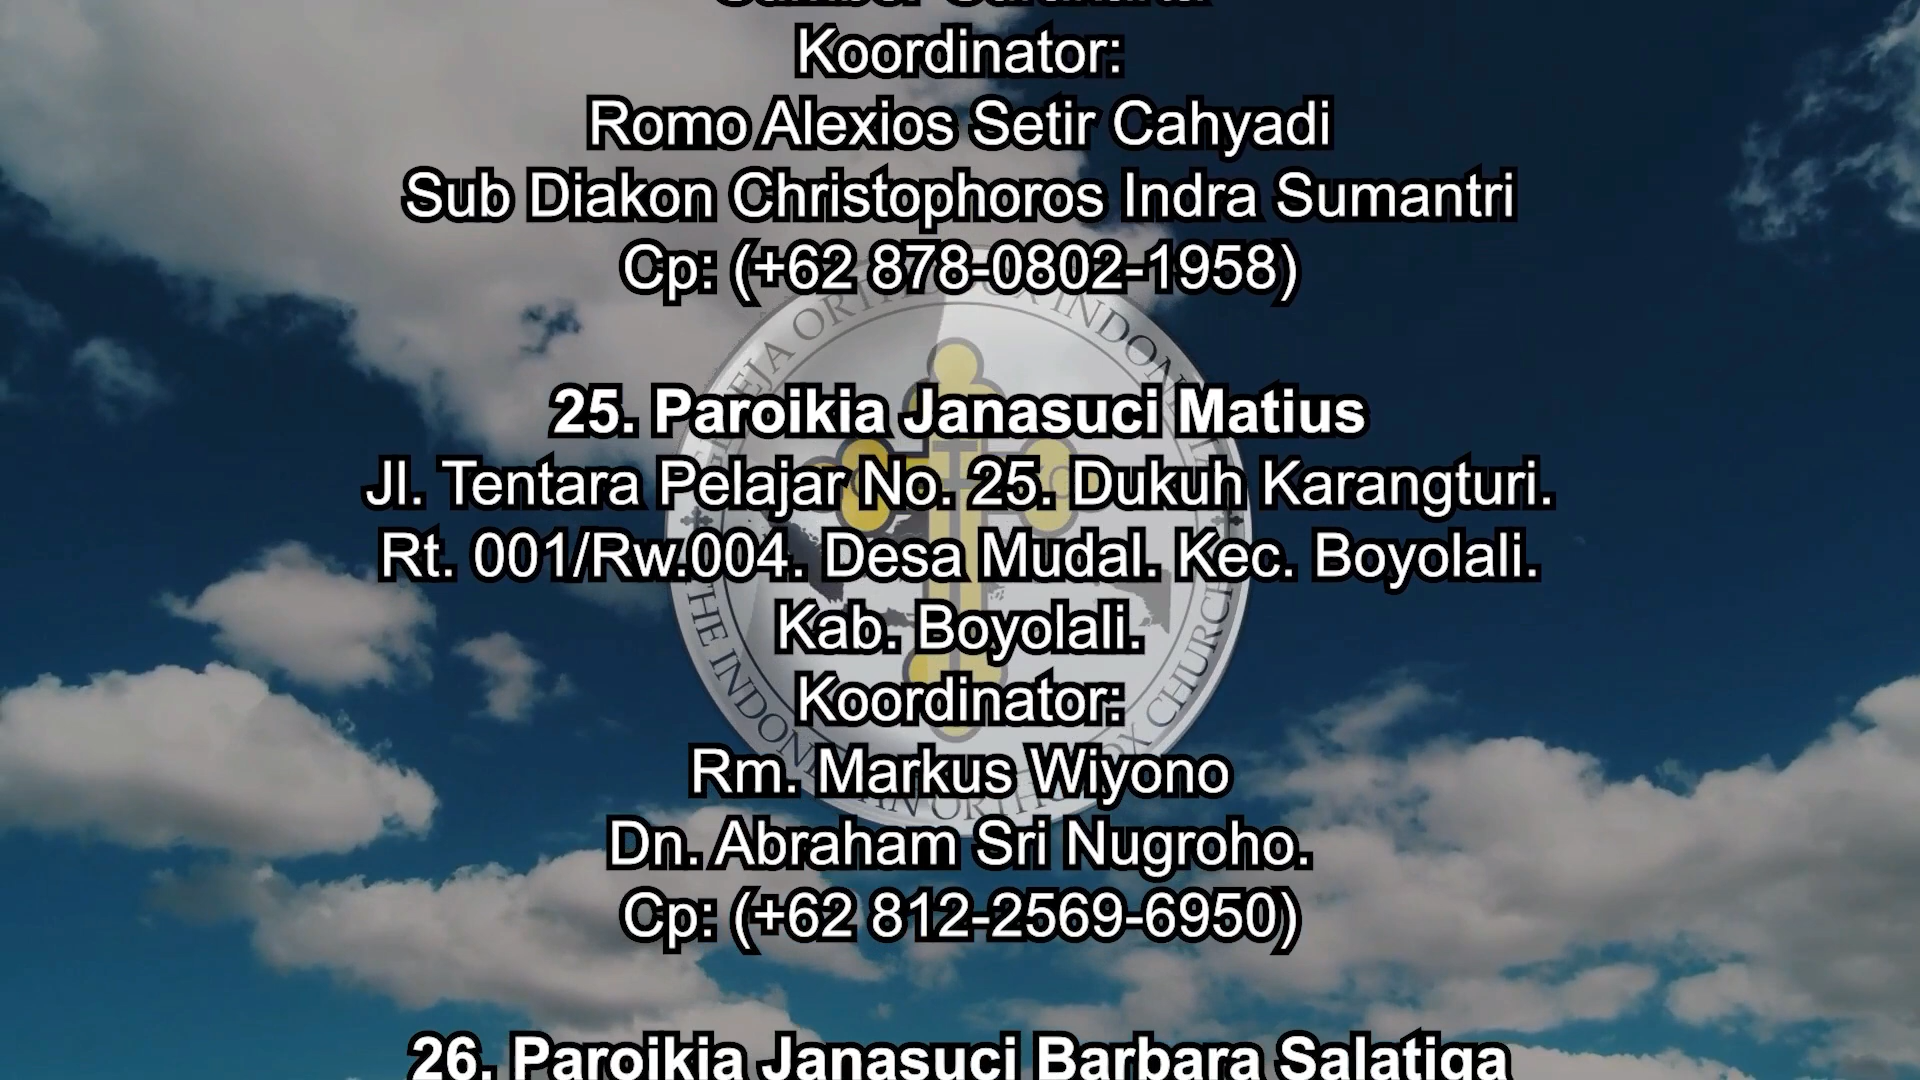 Koordinator:
Romo Alexios Setir Cahyadi
Sub Diakon Christophoros Indra Sumantri
Cp: (+62 878-0802-1958)
25. Paroikia Janasuci Matius
Jl. Tentara Pelajar No. 25. Dukuh Karangturi.
Rt. 001/Rw.004. Desa Mudal. Kec. Boyolali.
Kab. Boyolali.
Koordinator:
Rm. Markus Wiyono
Dn. Abraham Sri Nugroho.
Cp: (+62 812-2569-6950)
26. Paroikia Janasuci Barbara Salatiga